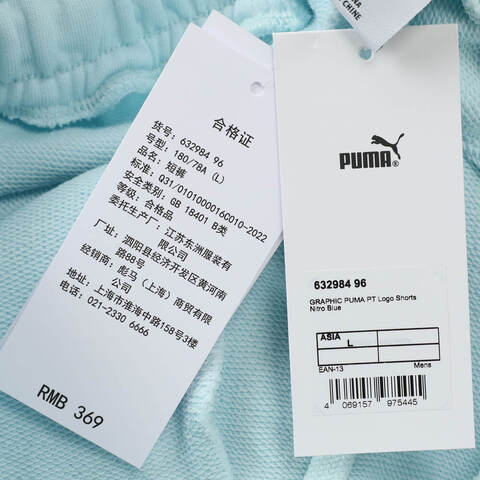 CHINA
合格证
货号: 632984 96
号型: 180/78A (L)
品名: 短裤
标准: Q31/0101000016C010-2022
安全类别: GB 18401 B类
等级: 合格品
委托生产厂: 江苏东洲服装有
限公司
厂址: 泗阳县经济开发区黄河南
路88号
经销商: 彪马 (上海) 商贸有限公司
地址: 上海市淮海中路158号3楼
电话: 021-2330 6666
RMB 369
PUMA®
632984 96
GRAPHIC PUMA PT Logo Shorts
Nitro Blue
ASIA
L
EAN-13
Mens
4 069157 975445